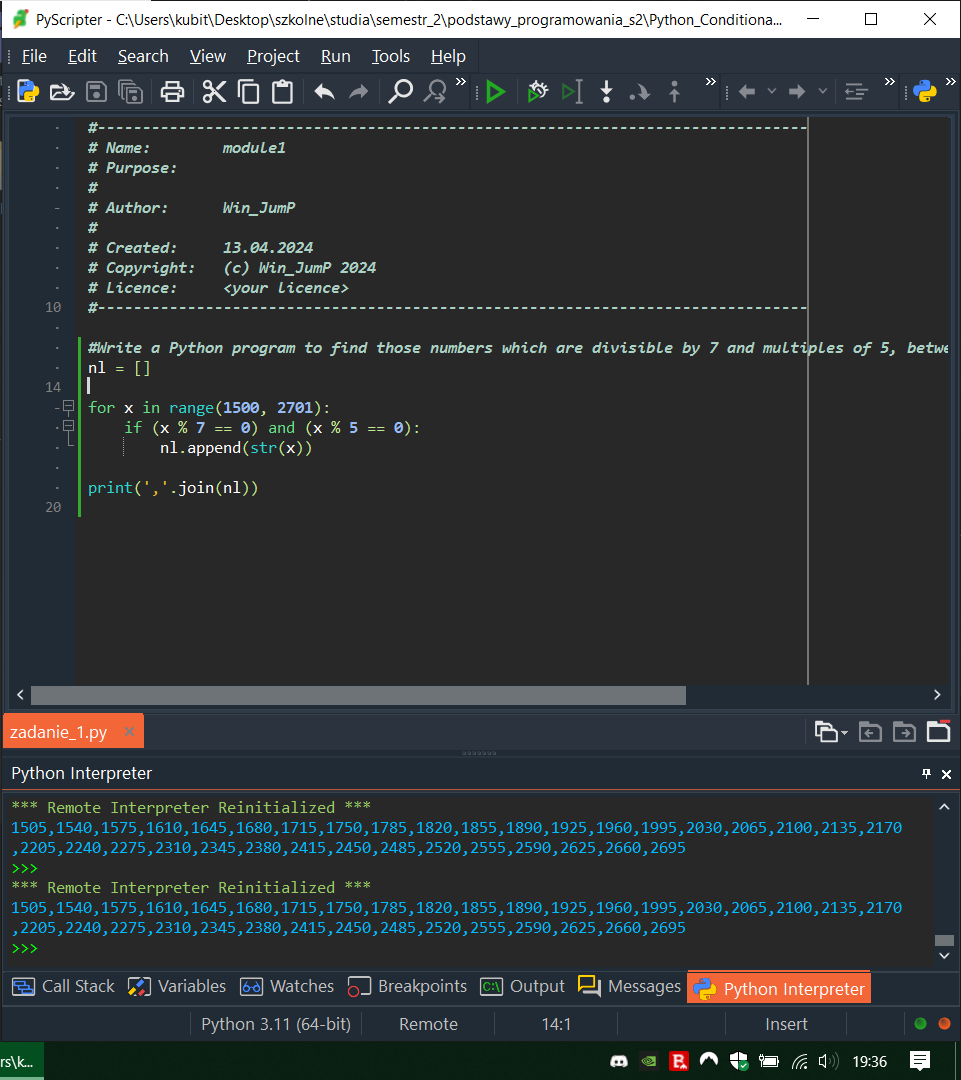 PyScripter - C:\Users\kubit\Desktop\szkolne\studia\semestr_2\podstawy_programowania_s2\Python_Conditiona...
File Edit Search View Project Run Tools Help
#-------------------------------------------------------------------------------
# Name:        module1
# Purpose:
#
# Author:      Win_JumP
#
# Created:     13.04.2024
# Copyright:   (c) Win_JumP 2024
# Licence:     <your licence>
10 #-------------------------------------------------------------------------------
#Write a Python program to find those numbers which are divisible by 7 and multiples of 5, betwe
nl = []
14
for x in range(1500, 2701):
    if (x % 7 == 0) and (x % 5 == 0):
        nl.append(str(x))
print(','.join(nl))
20
zadanie_1.py
Python Interpreter
*** Remote Interpreter Reinitialized ***
1505,1540,1575,1610,1645,1680,1715,1750,1785,1820,1855,1890,1925,1960,1995,2030,2065,2100,2135,2170
,2205,2240,2275,2310,2345,2380,2415,2450,2485,2520,2555,2590,2625,2660,2695
>>>
*** Remote Interpreter Reinitialized ***
1505,1540,1575,1610,1645,1680,1715,1750,1785,1820,1855,1890,1925,1960,1995,2030,2065,2100,2135,2170
,2205,2240,2275,2310,2345,2380,2415,2450,2485,2520,2555,2590,2625,2660,2695
>>>
Call Stack Variables Watches Breakpoints Output Messages Python Interpreter
Python 3.11 (64-bit) Remote 14:1 Insert
rs\k... 19:36